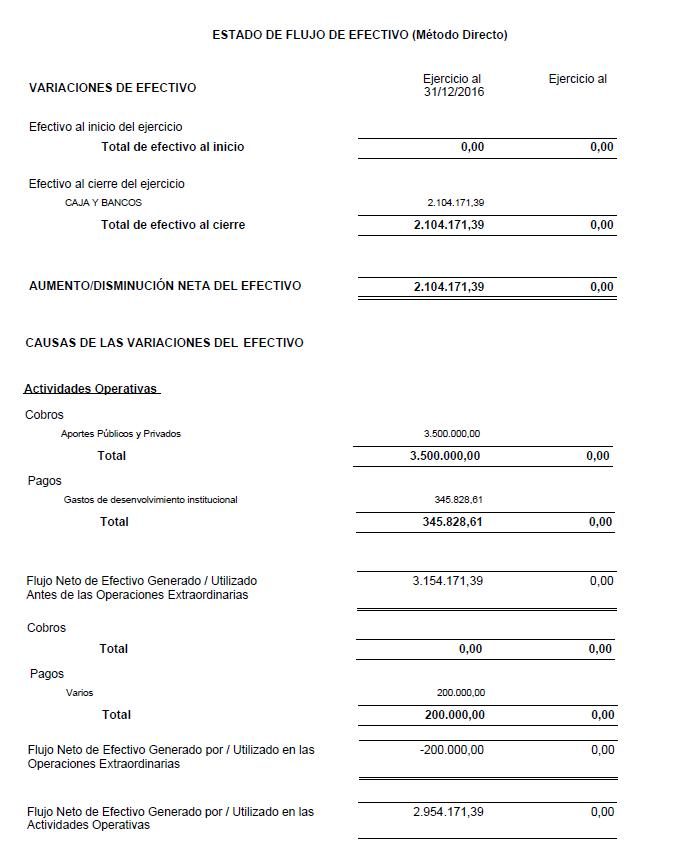 ESTADO DE FLUJO DE EFECTIVO (Método Directo)
VARIACIONES DE EFECTIVO Ejercicio al 31/12/2016 Ejercicio al
Efectivo al inicio del ejercicio
Total de efectivo al inicio 0,00 0,00
Efectivo al cierre del ejercicio
CAJA Y BANCOS 2.104.171,39
Total de efectivo al cierre 2.104.171,39 0,00
AUMENTO/DISMINUCIÓN NETA DEL EFECTIVO 2.104.171,39 0,00
CAUSAS DE LAS VARIACIONES DEL EFECTIVO
Actividades Operativas
Cobros
Aportes Públicos y Privados 3.500.000,00
Total 3.500.000,00 0,00
Pagos
Gastos de desenvolvimiento institucional 345.828,61
Total 345.828,61 0,00
Flujo Neto de Efectivo Generado / Utilizado 3.154.171,39 0,00
Antes de las Operaciones Extraordinarias
Cobros
Total 0,00 0,00
Pagos
Varios 200.000,00
Total 200.000,00 0,00
Flujo Neto de Efectivo Generado por / Utilizado en las -200.000,00 0,00
Operaciones Extraordinarias
Flujo Neto de Efectivo Generado por / Utilizado en las 2.954.171,39 0,00
Actividades Operativas